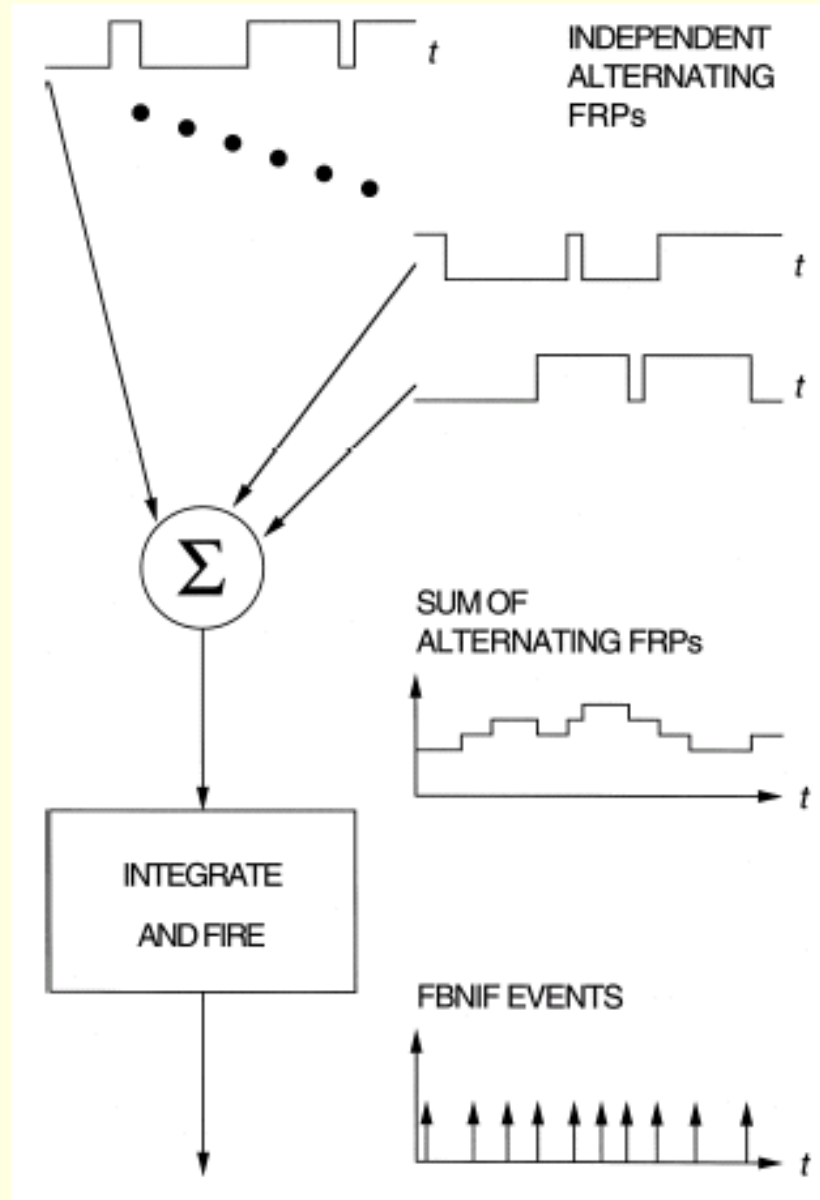 t
INDEPENDENT
ALTERNATING
FRPs
t
t
Σ
SUM OF
ALTERNATING FRPs
t
INTEGRATE
AND FIRE
FBNIF EVENTS
t